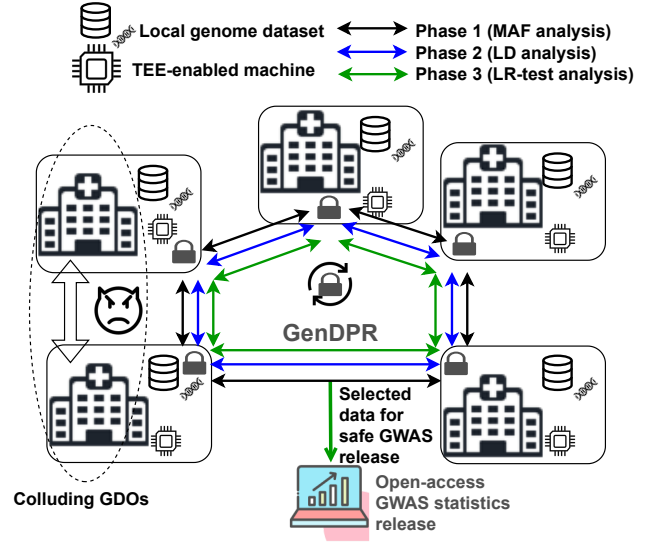 Local genome dataset
TEE-enabled machine
Phase 1 (MAF analysis)
Phase 2 (LD analysis)
Phase 3 (LR-test analysis)
GenDPR
Selected
data for
safe GWAS
release
Colluding GDOs
Open-access
GWAS statistics
release